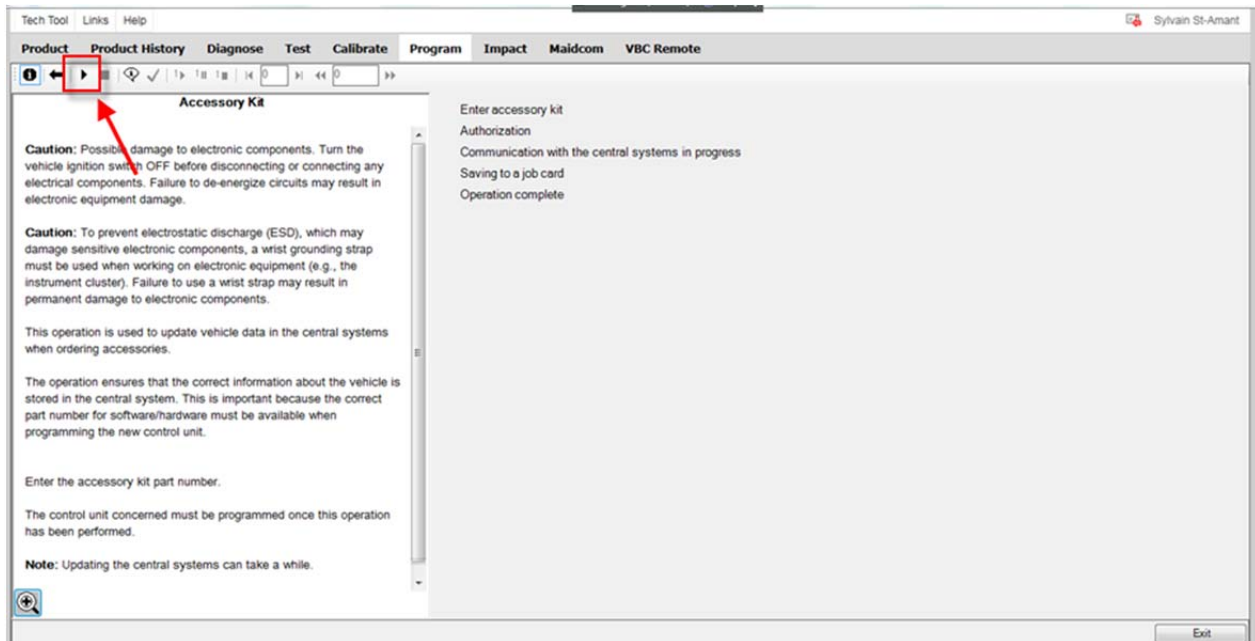 Tech Tool Links Help
Sylvain St-Amant
Product Product History Diagnose Test Calibrate Program Impact Maidcom VBC Remote
0 0
Accessory Kit
Caution: Possible damage to electronic components. Turn the
vehicle ignition switch OFF before disconnecting or connecting any
electrical components. Failure to de-energize circuits may result in
electronic equipment damage.
Caution: To prevent electrostatic discharge (ESD), which may
damage sensitive electronic components, a wrist grounding strap
must be used when working on electronic equipment (e.g., the
instrument cluster). Failure to use a wrist strap may result in
permanent damage to electronic components.
This operation is used to update vehicle data in the central systems
when ordering accessories.
The operation ensures that the correct information about the vehicle is
stored in the central system. This is important because the correct
part number for software/hardware must be available when
programming the new control unit.
Enter the accessory kit part number.
The control unit concerned must be programmed once this operation
has been performed.
Note: Updating the central systems can take a while.
Enter accessory kit
Authorization
Communication with the central systems in progress
Saving to a job card
Operation complete
Exit